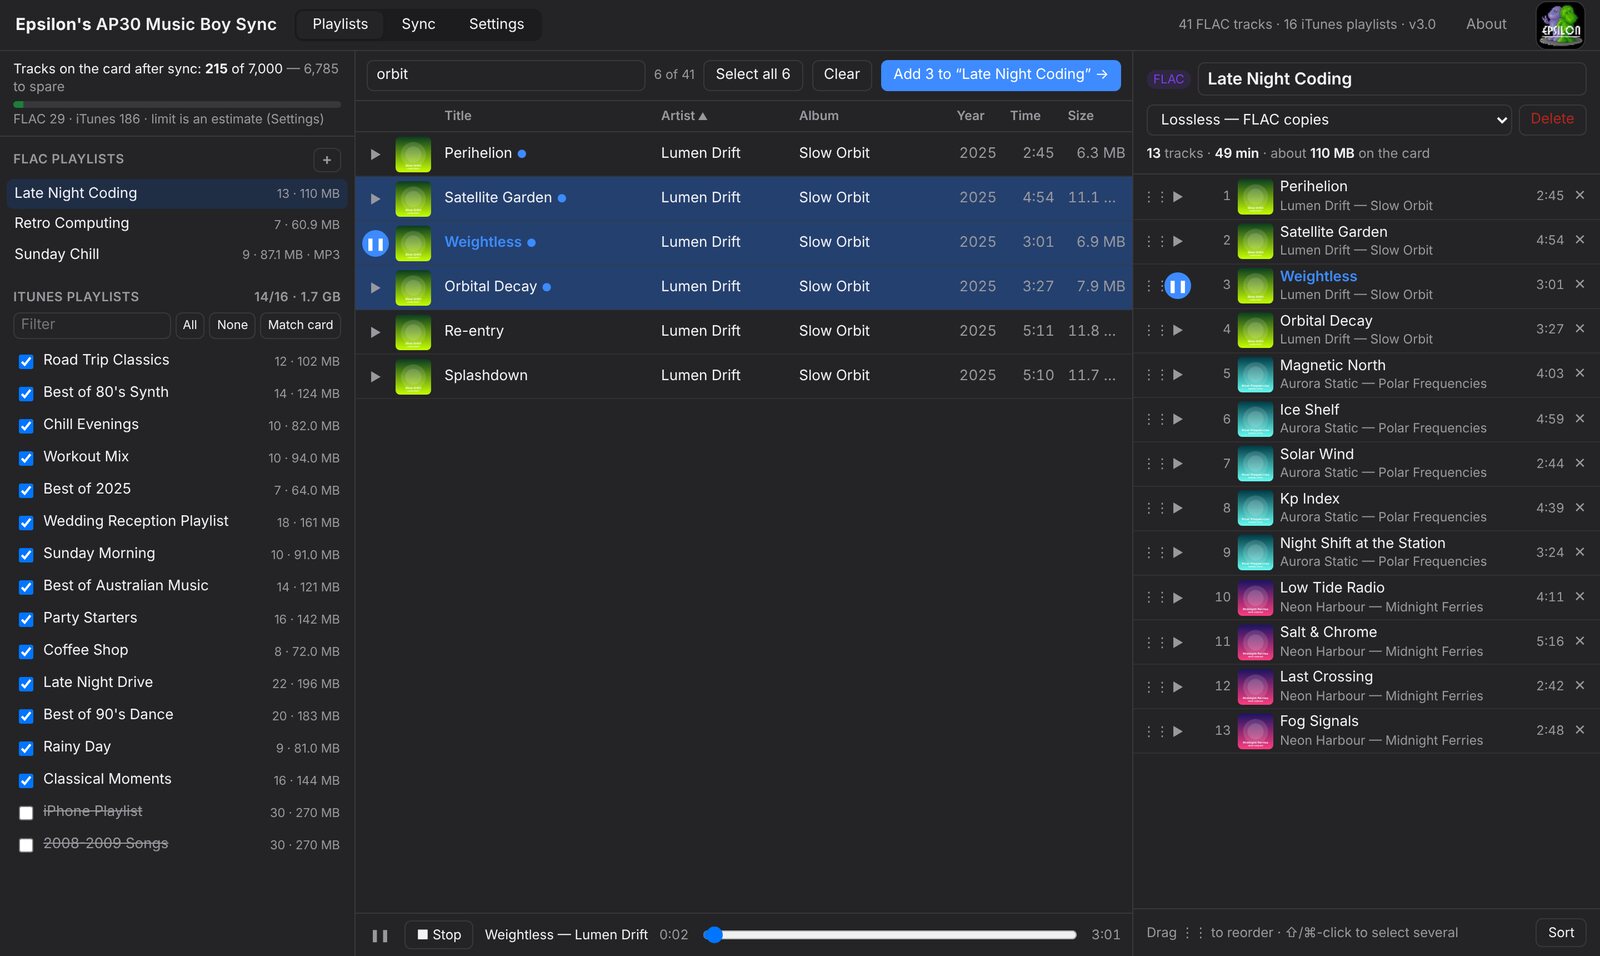 Epsilon's AP30 Music Boy Sync
Playlists
Sync
Settings
41 FLAC tracks · 16 iTunes playlists · v3.0
About
EPSILON
Tracks on the card after sync: 215 of 7,000 — 6,785
to spare
FLAC 29 · iTunes 186 · limit is an estimate (Settings)
FLAC PLAYLISTS
+
Late Night Coding 13 · 110 MB
Retro Computing 7 · 60.9 MB
Sunday Chill 9 · 87.1 MB · MP3
ITUNES PLAYLISTS 14/16 · 1.7 GB
Filter All None Match card
Road Trip Classics 12 · 102 MB
Best of 80's Synth 14 · 124 MB
Chill Evenings 10 · 82.0 MB
Workout Mix 10 · 94.0 MB
Best of 2025 7 · 64.0 MB
Wedding Reception Playlist 18 · 161 MB
Sunday Morning 10 · 91.0 MB
Best of Australian Music 14 · 121 MB
Party Starters 16 · 142 MB
Coffee Shop 8 · 72.0 MB
Late Night Drive 22 · 196 MB
Best of 90's Dance 20 · 183 MB
Rainy Day 9 · 81.0 MB
Classical Moments 16 · 144 MB
iPhone Playlist 30 · 270 MB
2008-2009 Songs 30 · 270 MB
orbit 6 of 41 Select all 6 Clear Add 3 to “Late Night Coding” →
Title Artist ▲ Album Year Time Size
Perihelion Lumen Drift Slow Orbit 2025 2:45 6.3 MB
Satellite Garden Lumen Drift Slow Orbit 2025 4:54 11.1 ...
Weightless Lumen Drift Slow Orbit 2025 3:01 6.9 MB
Orbital Decay Lumen Drift Slow Orbit 2025 3:27 7.9 MB
Re-entry Lumen Drift Slow Orbit 2025 5:11 11.8 ...
Splashdown Lumen Drift Slow Orbit 2025 5:10 11.7 ...
Stop Weightless — Lumen Drift 0:02 3:01
FLAC Late Night Coding
Lossless — FLAC copies Delete
13 tracks · 49 min · about 110 MB on the card
1 Perihelion 2:45 ✕
Lumen Drift — Slow Orbit
2 Satellite Garden 4:54 ✕
Lumen Drift — Slow Orbit
3 Weightless 3:01 ✕
Lumen Drift — Slow Orbit
4 Orbital Decay 3:27 ✕
Lumen Drift — Slow Orbit
5 Magnetic North 4:03 ✕
Aurora Static — Polar Frequencies
6 Ice Shelf 4:59 ✕
Aurora Static — Polar Frequencies
7 Solar Wind 2:44 ✕
Aurora Static — Polar Frequencies
8 Kp Index 4:39 ✕
Aurora Static — Polar Frequencies
9 Night Shift at the Station 3:24 ✕
Aurora Static — Polar Frequencies
10 Low Tide Radio 4:11 ✕
Neon Harbour — Midnight Ferries
11 Salt & Chrome 5:16 ✕
Neon Harbour — Midnight Ferries
12 Last Crossing 2:42 ✕
Neon Harbour — Midnight Ferries
13 Fog Signals 2:48 ✕
Neon Harbour — Midnight Ferries
Drag ⋮⋮ to reorder · ⇧/⌘-click to select several Sort